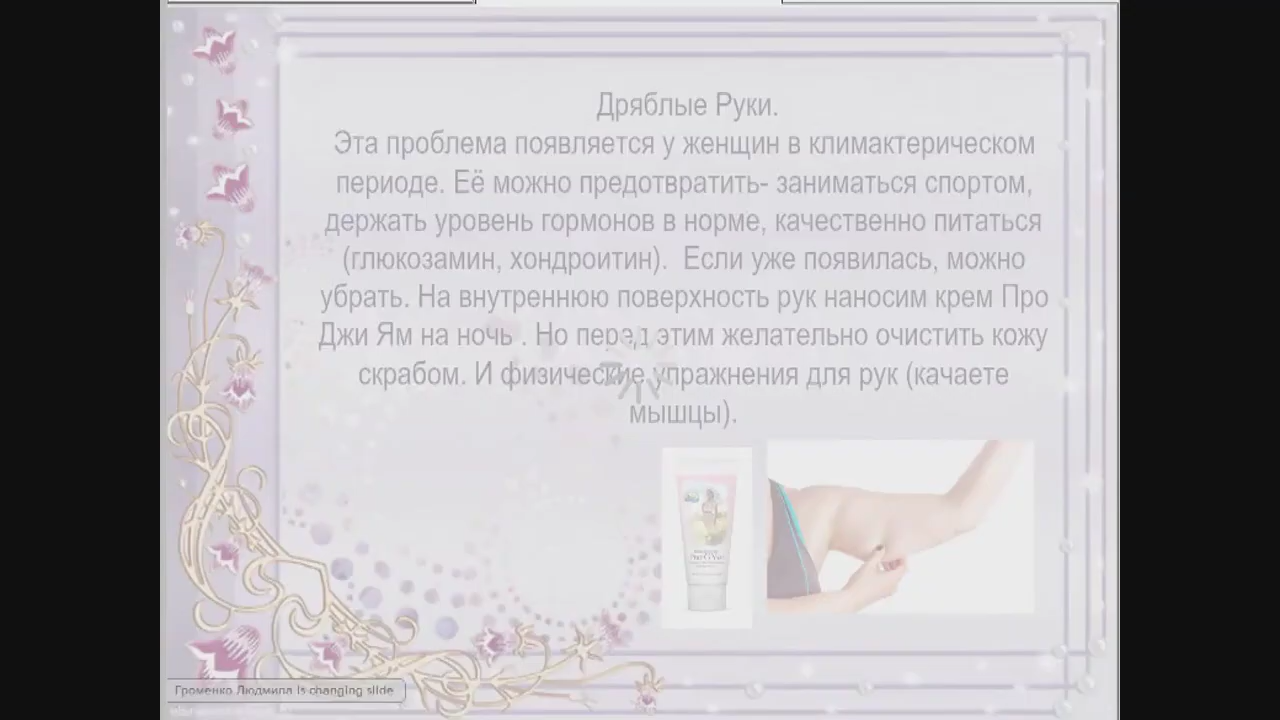 Дряблые Руки.
Эта проблема появляется у женщин в климактерическом
периоде. Её можно предотвратить- заниматься спортом,
держать уровень гормонов в норме, качественно питаться
(глюкозамин, хондроитин).  Если уже появилась, можно
убрать. На внутреннюю поверхность рук наносим крем Про
Джи Ям на ночь . Но перед этим желательно очистить кожу
скрабом. И физические упражнения для рук (качаете
мышцы).
Pro-G-Yam
Громенко Людмила is changing slide